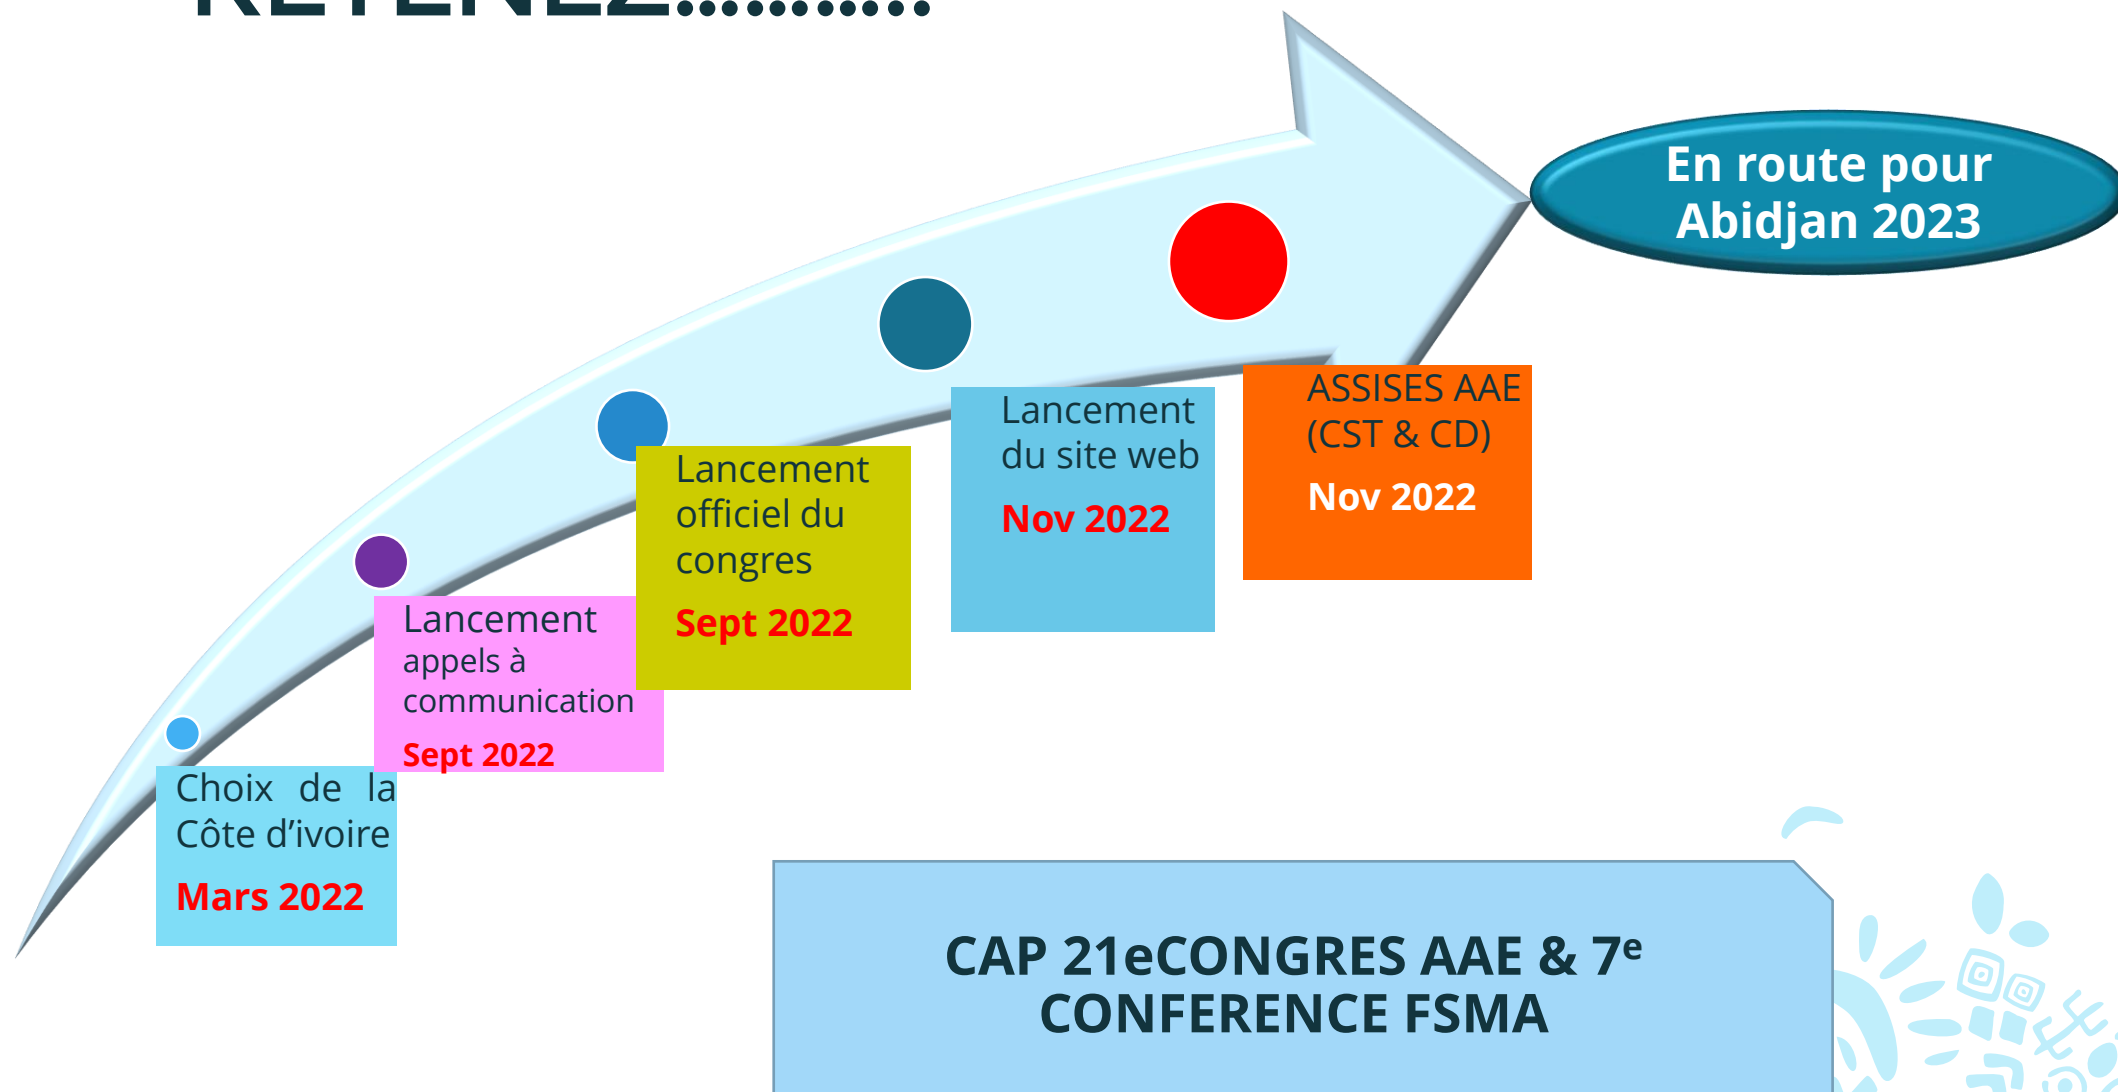 RETENEZ...........
En route pour
Abidjan 2023
ASSISES AAE
(CST & CD)
Nov 2022
Lancement
du site web
Nov 2022
Lancement
officiel du
congres
Sept 2022
Lancement
appels à
communication
Sept 2022
Choix de la
Côte d’ivoire
Mars 2022
CAP 21eCONGRES AAE & 7ᵉ
CONFERENCE FSMA